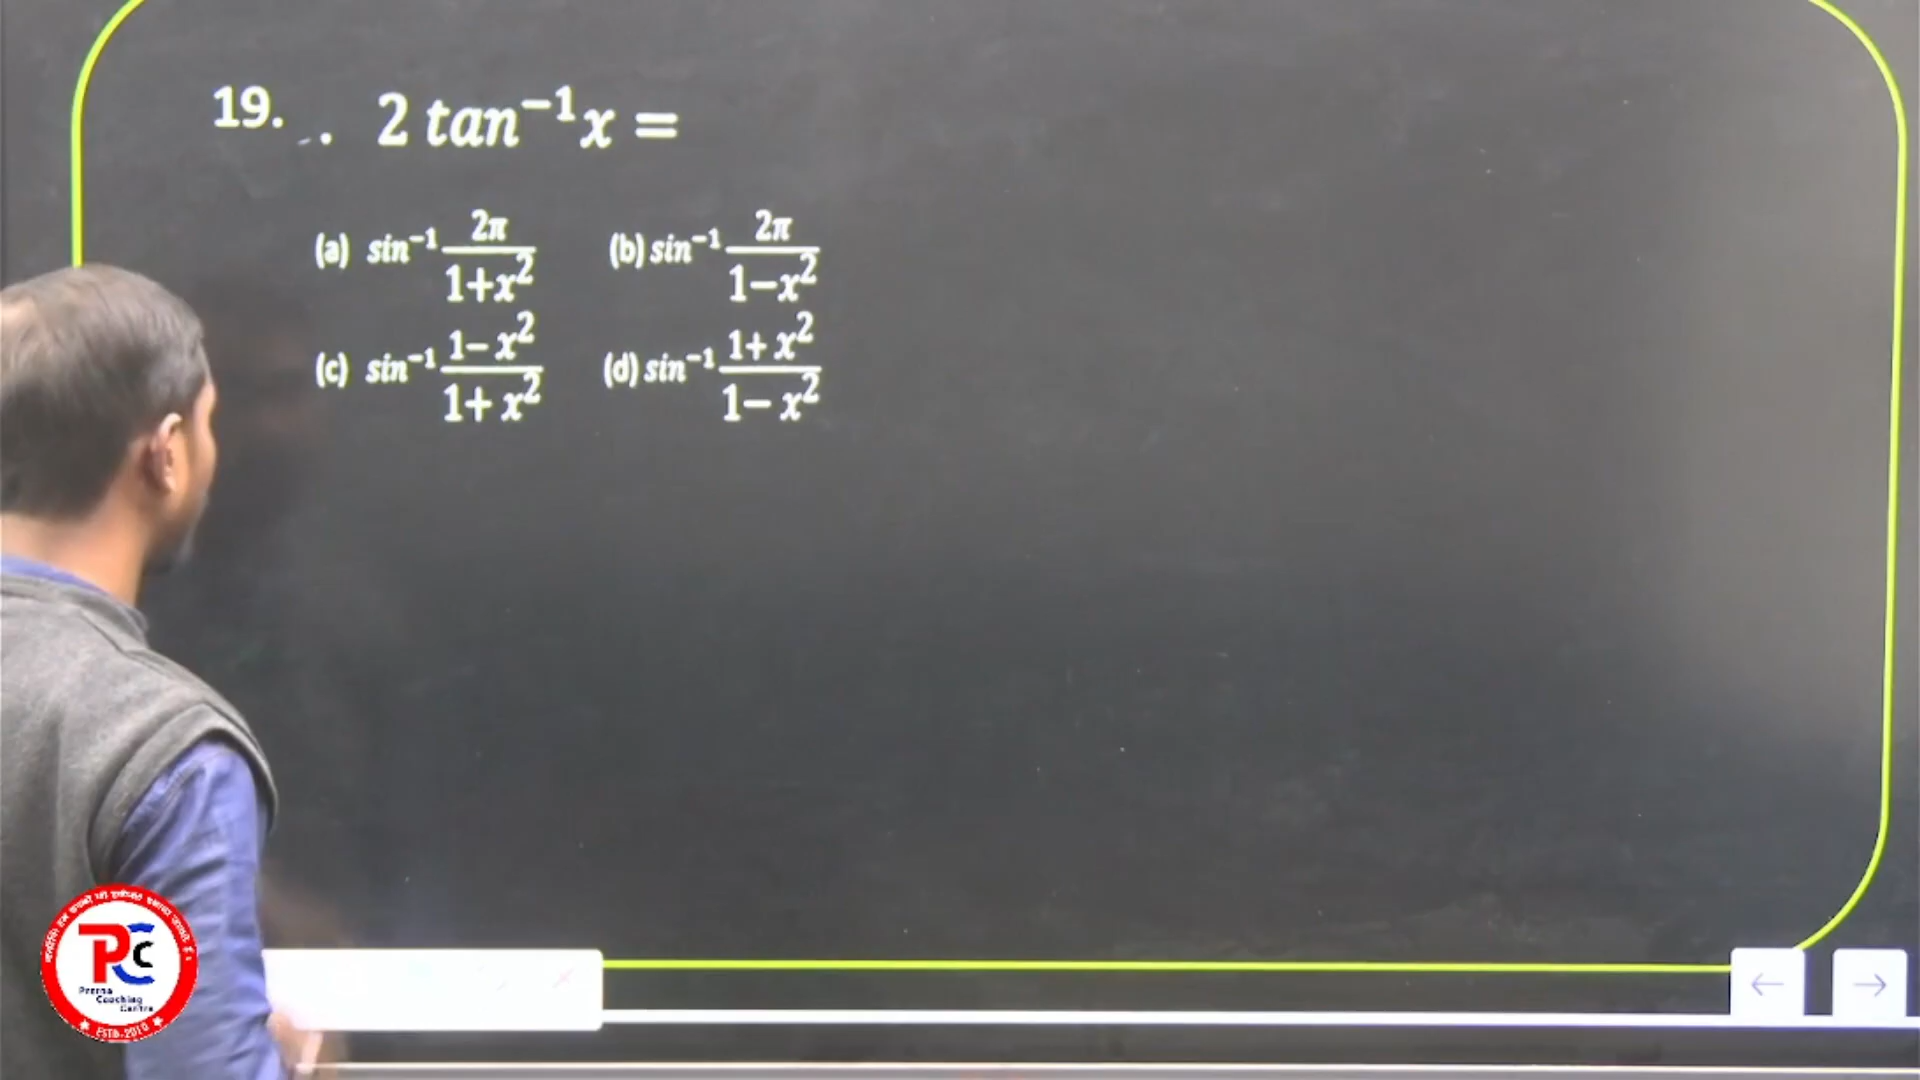 19. . 2 tan⁻¹x =
(a) sin⁻¹ 2π/1+x² (b) sin⁻¹ 2π/1−x²
(c) sin⁻¹ 1− x²/1+ x² (d) sin⁻¹ 1+ x²/1− x²
PCC
Prerna
Coaching
Centre
ESTD-2010